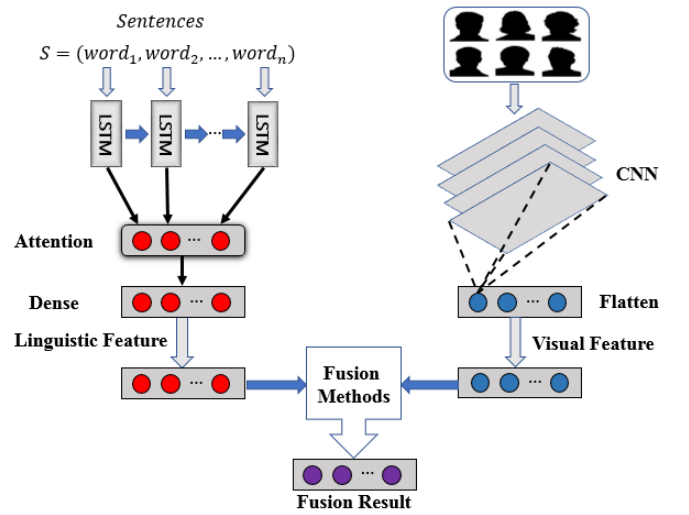 Sentences
S = (word₁, word₂, ..., wordₙ)
LSTM
LSTM
...
LSTM
CNN
Attention
...
Dense
...
Flatten
...
Linguistic Feature
Visual Feature
...
Fusion
Methods
...
...
Fusion Result